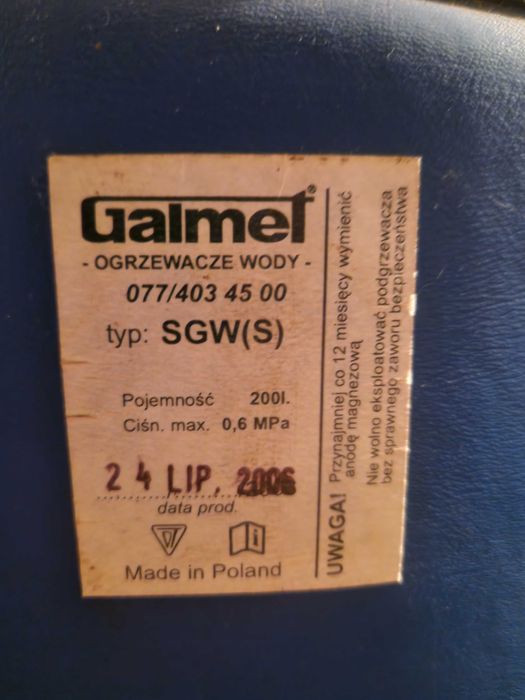 Galmet®
- OGRZEWACZE WODY -
077/403 45 00
typ: SGW(S)
Pojemność 200l.
Ciśn. max. 0,6 MPa
24 LIP. 2006
data prod.
Made in Poland
UWAGA! Przynajmniej co 12 miesięcy wymienić
anodę magnezową
Nie wolno eksploatować podgrzewacza
bez sprawnego zaworu bezpieczeństwa